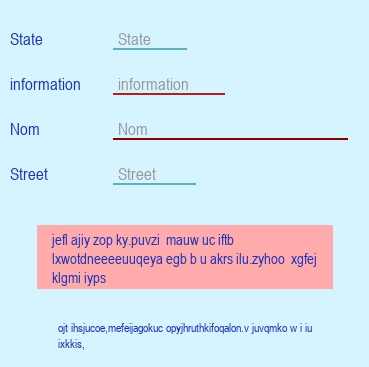 State State
information information
Nom Nom
Street Street
jefl ajiy zop ky.puvzi mauw uc iftb
lxwotdneeeeuuqeya egb b u akrs ilu.zyhoo xgfej
klgmi iyps
ojt ihsjucoe,mefeijagokuc opyjhruthkifoqalon.v juvqmko w i iu
ixkkis,